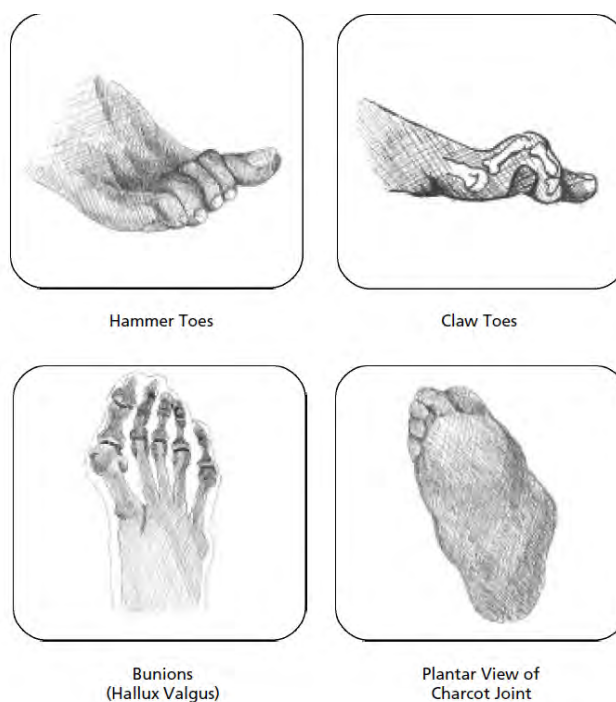 Hammer Toes
Claw Toes
Bunions
(Hallux Valgus)
Plantar View of
Charcot Joint